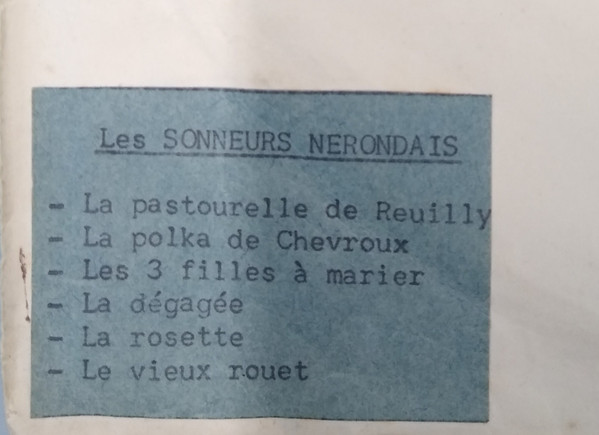 Les SONNEURS NERONDAIS
- La pastourelle de Reuilly
- La polka de Chevroux
- Les 3 filles à marier
- La dégagée
- La rosette
- Le vieux rouet